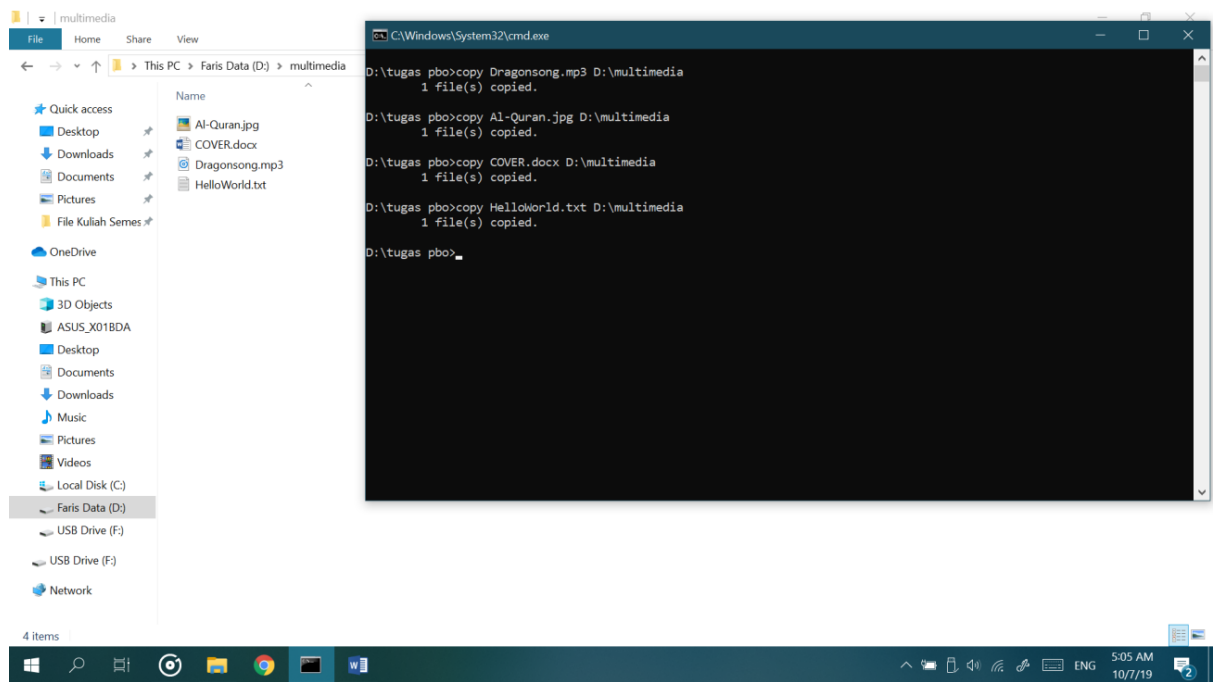 multimedia
File Home Share View
This PC > Faris Data (D:) > multimedia
Name
Quick access
Desktop
Downloads
Documents
Pictures
File Kuliah Semes
OneDrive
This PC
3D Objects
ASUS_X01BDA
Desktop
Documents
Downloads
Music
Pictures
Videos
Local Disk (C:)
Faris Data (D:)
USB Drive (F:)
USB Drive (F:)
Network
Al-Quran.jpg
COVER.docx
Dragonsong.mp3
HelloWorld.txt
4 items
C:\Windows\System32\cmd.exe
D:\tugas pbo>copy Dragonsong.mp3 D:\multimedia
1 file(s) copied.
D:\tugas pbo>copy Al-Quran.jpg D:\multimedia
1 file(s) copied.
D:\tugas pbo>copy COVER.docx D:\multimedia
1 file(s) copied.
D:\tugas pbo>copy HelloWorld.txt D:\multimedia
1 file(s) copied.
D:\tugas pbo>
ENG
5:05 AM
10/7/19
2